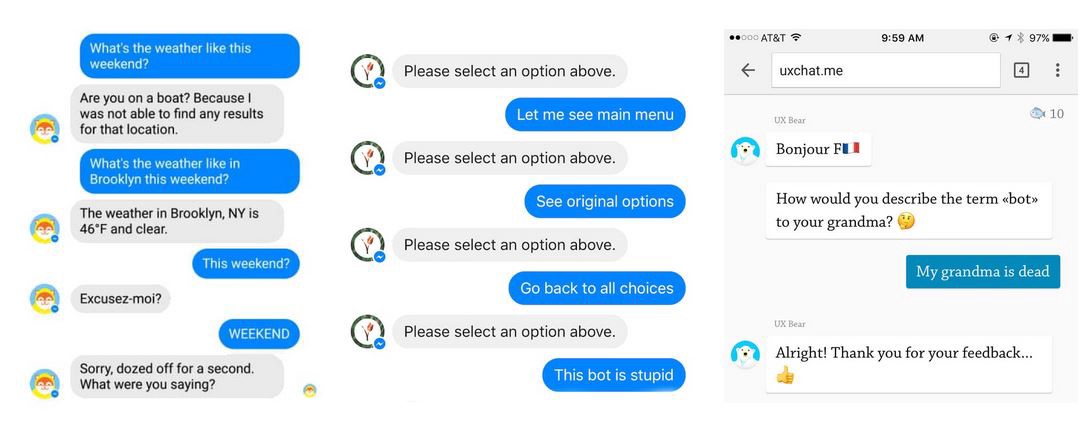 What's the weather like this
weekend?
Are you on a boat? Because I
was not able to find any results
for that location.
What's the weather like in
Brooklyn this weekend?
The weather in Brooklyn, NY is
46°F and clear.
This weekend?
Excusez-moi?
WEEKEND
Sorry, dozed off for a second.
What were you saying?
Please select an option above.
Let me see main menu
Please select an option above.
See original options
Please select an option above.
Go back to all choices
Please select an option above.
This bot is stupid
AT&T 9:59 AM 97%
uxchat.me 4
10
UX Bear
Bonjour F🇫🇷
How would you describe the term «bot»
to your grandma? 🤔
My grandma is dead
UX Bear
Alright! Thank you for your feedback...
👍